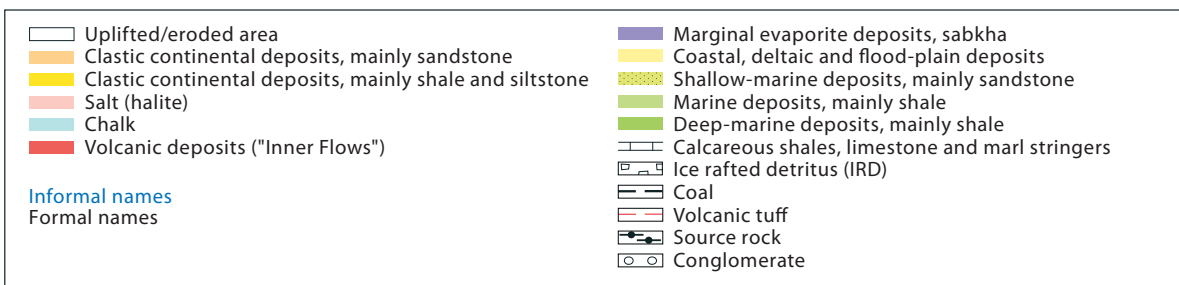 Uplifted/eroded area
Clastic continental deposits, mainly sandstone
Clastic continental deposits, mainly shale and siltstone
Salt (halite)
Chalk
Volcanic deposits ("Inner Flows")
Informal names
Formal names
Marginal evaporite deposits, sabkha
Coastal, deltaic and flood-plain deposits
Shallow-marine deposits, mainly sandstone
Marine deposits, mainly shale
Deep-marine deposits, mainly shale
Calcareous shales, limestone and marl stringers
Ice rafted detritus (IRD)
Coal
Volcanic tuff
Source rock
Conglomerate